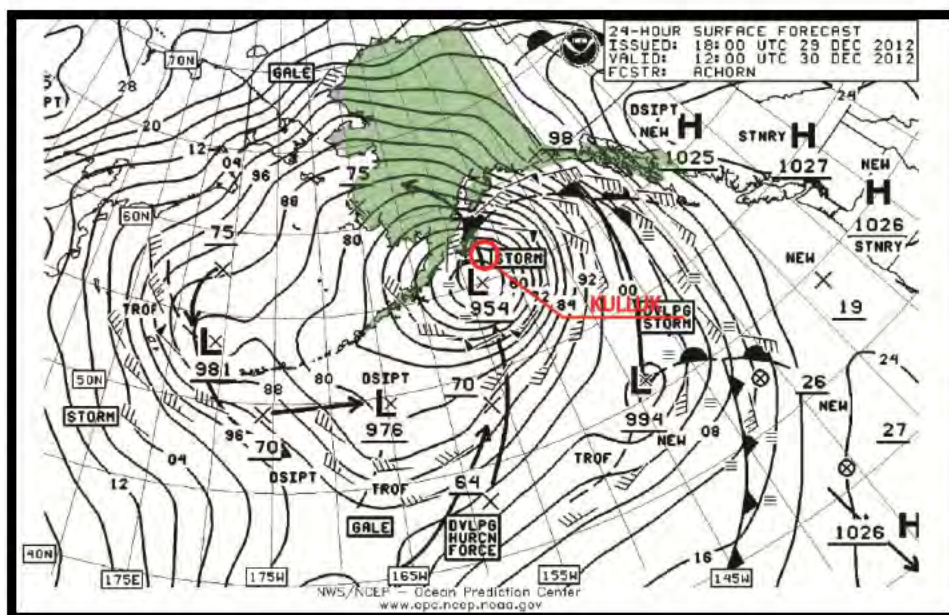 24-HOUR SURFACE FORECAST
ISSUED: 18:00 UTC 29 DEC 2012
VALID: 12:00 UTC 30 DEC 2012
FCSTR: ACHORN
70N
GALE
28
DSIPT
24
NEW
H
STNRY
H
20
98
1025
1027
NEW
12
04
96
75
H
88
1026
STNRY
60N
75
80
STORM
NEW
92
80
72
84
00
KULLUK
TROF
L
954
DVLPG
STORM
19
L
981
50N
80
DSIPT
70
L
24
88
L
26
STORM
976
994
NEW
NEW
96
70
08
27
04
DSIPT
TROF
TROF
12
64
GALE
DVLPG
HURCN
FORCE
H
1026
16
40N
175E
175W
165W
155W
145W
NWS/NCEP – Ocean Prediction Center
www.opc.ncep.noaa.gov